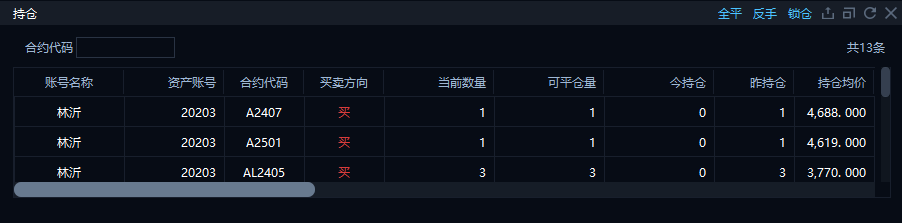 持仓 全平 反手 锁仓
合约代码 共13条
账号名称 资产账号 合约代码 买卖方向 当前数量 可平仓量 今持仓 昨持仓 持仓均价
林沂 20203 A2407 买 1 1 0 1 4,688.000
林沂 20203 A2501 买 1 1 0 1 4,619.000
林沂 20203 AL2405 买 3 3 0 3 3,770.000